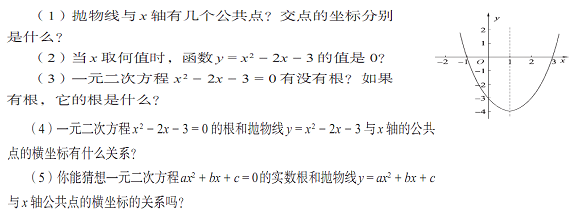 （1）抛物线与 x 轴有几个公共点？交点的坐标分别
是什么？
（2）当 x 取何值时，函数 y = x² − 2x − 3 的值是 0？
（3）一元二次方程 x² − 2x − 3 = 0 有没有根？如果
有根，它的根是什么？
（4）一元二次方程 x² − 2x − 3 = 0 的根和抛物线 y = x² − 2x − 3 与 x 轴的公共
点的横坐标有什么关系？
（5）你能猜想一元二次方程 ax² + bx + c = 0 的实数根和抛物线 y = ax² + bx + c
与 x 轴公共点的横坐标的关系吗？
y
2
1
−2 −1 O 1 2 3 x
−1
−2
−3
−4